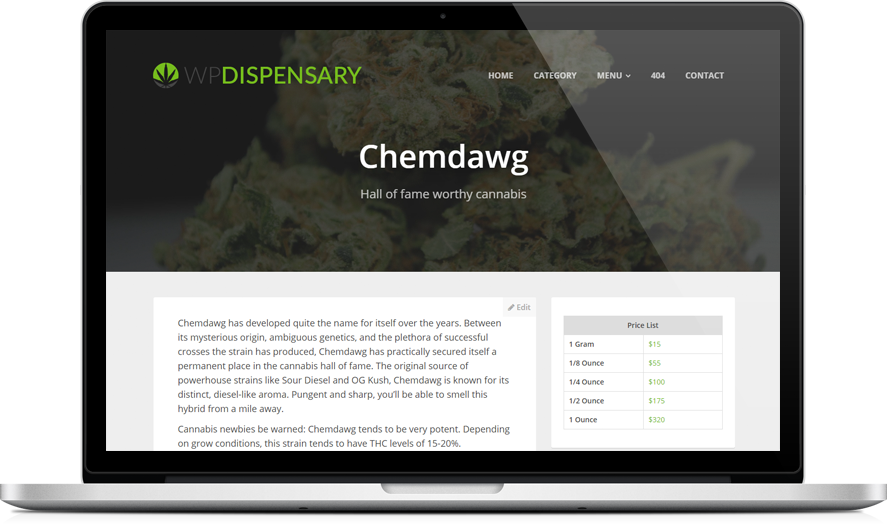 WPDISPENSARY
HOME CATEGORY MENU 404 CONTACT
Chemdawg
Hall of fame worthy cannabis
Edit
Chemdawg has developed quite the name for itself over the years. Between
its mysterious origin, ambiguous genetics, and the plethora of successful
crosses the strain has produced, Chemdawg has practically secured itself a
permanent place in the cannabis hall of fame. The original source of
powerhouse strains like Sour Diesel and OG Kush, Chemdawg is known for its
distinct, diesel-like aroma. Pungent and sharp, you'll be able to smell this
hybrid from a mile away.
Cannabis newbies be warned: Chemdawg tends to be very potent. Depending
on grow conditions, this strain tends to have THC levels of 15-20%.
Price List
1 Gram $15
1/8 Ounce $55
1/4 Ounce $100
1/2 Ounce $175
1 Ounce $320